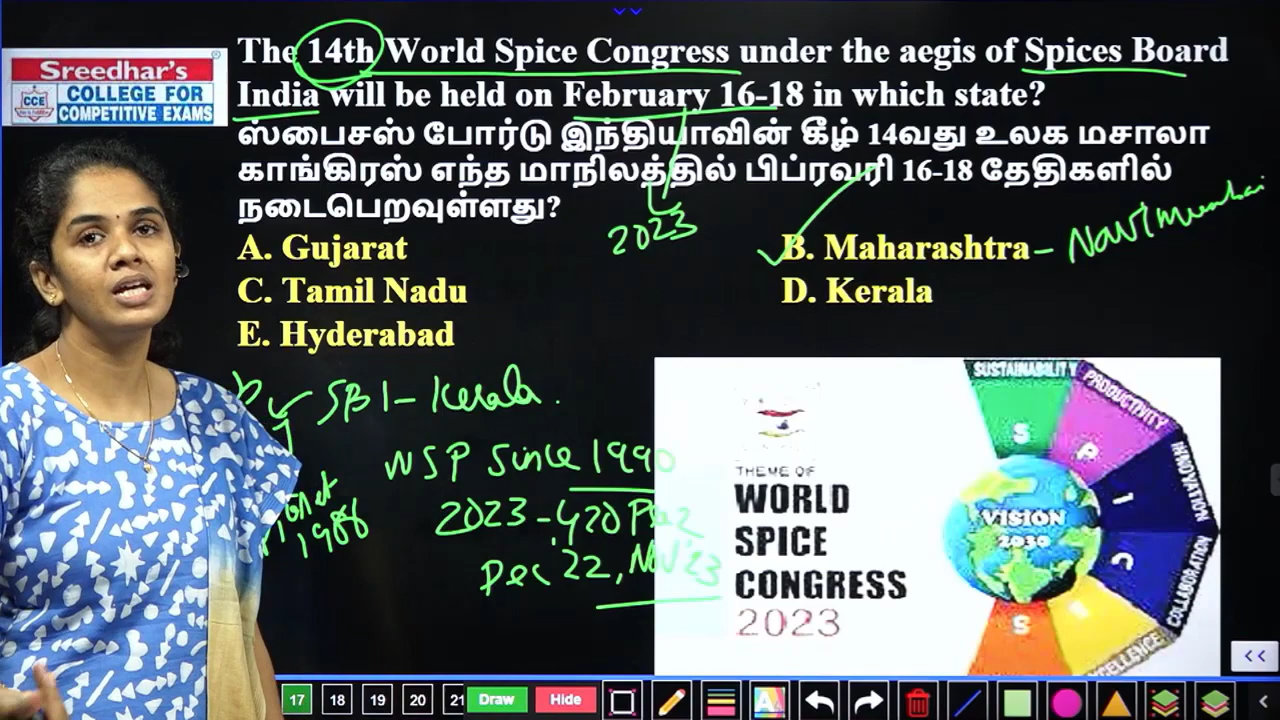 The 14th World Spice Congress under the aegis of Spices Board
India will be held on February 16-18 in which state?
ஸ்பைசஸ் போர்டு இந்தியாவின் கீழ் 14வது உலக மசாலா
காங்கிரஸ் எந்த மாநிலத்தில் பிப்ரவரி 16-18 தேதிகளில்
நடைபெறவுள்ளது?
Sreedhar's
CCE
COLLEGE FOR
COMPETITIVE EXAMS
2023
A. Gujarat
B. Maharashtra - Navi Mumbai
C. Tamil Nadu
D. Kerala
E. Hyderabad
SBI - Kerala.
since 1990
1986
2023 -
Dec '22, Nov '23
THEME OF
WORLD
SPICE
CONGRESS
2023
SUSTAINABILITY
PRODUCTIVITY
INNOVATION
COLLABORATION
EXCELLENCE
S
P
I
C
S
VISION
2030
<<
17 18 19 20 21 Draw Hide